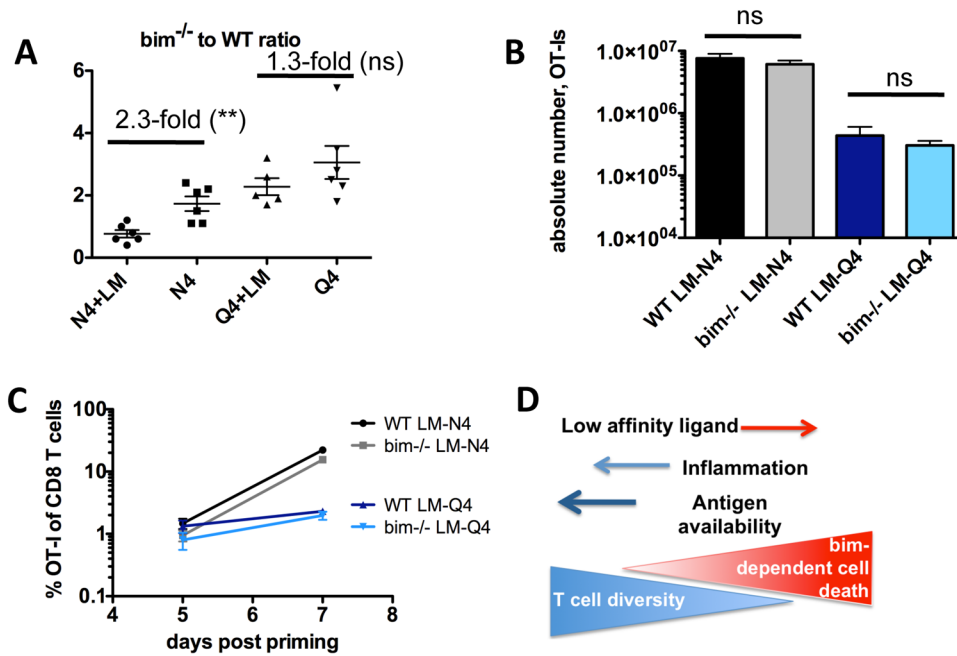 A
bim-/- to WT ratio
6
4
2
0
2.3-fold (**)
1.3-fold (ns)
N4+LM
N4
Q4+LM
Q4
B
absolute number, OT-Is
1.0×10^07
1.0×10^06
1.0×10^05
1.0×10^04
ns
ns
WT LM-N4
bim-/- LM-N4
WT LM-Q4
bim-/- LM-Q4
C
% OT-I of CD8 T cells
100
10
1
0.1
4
5
6
7
8
days post priming
WT LM-N4
bim-/- LM-N4
WT LM-Q4
bim-/- LM-Q4
D
Low affinity ligand
Inflammation
Antigen
availability
bim-
dependent cell
death
T cell diversity